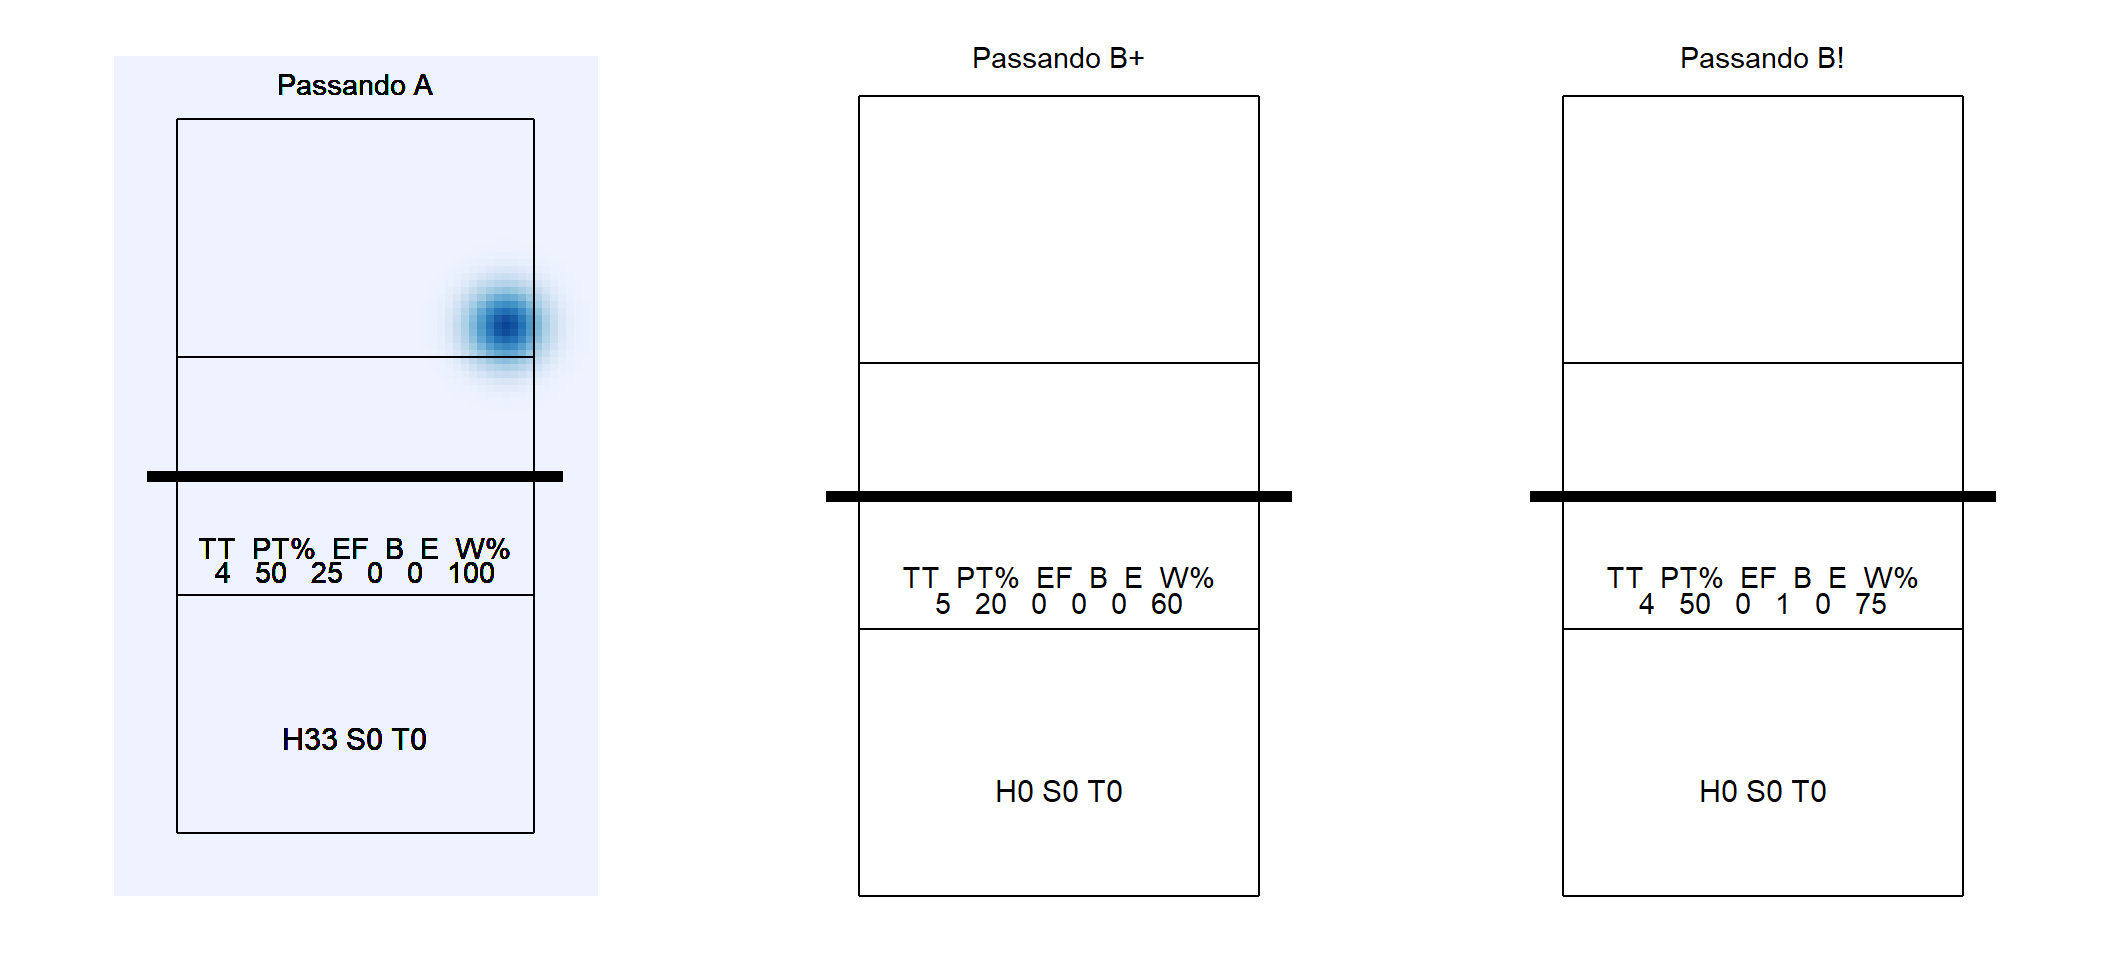 Passando A
TT PT% EF B E W%
4 50 25 0 0 100
H33 S0 T0
Passando B+
TT PT% EF B E W%
5 20 0 0 0 60
H0 S0 T0
Passando B!
TT PT% EF B E W%
4 50 0 1 0 75
H0 S0 T0